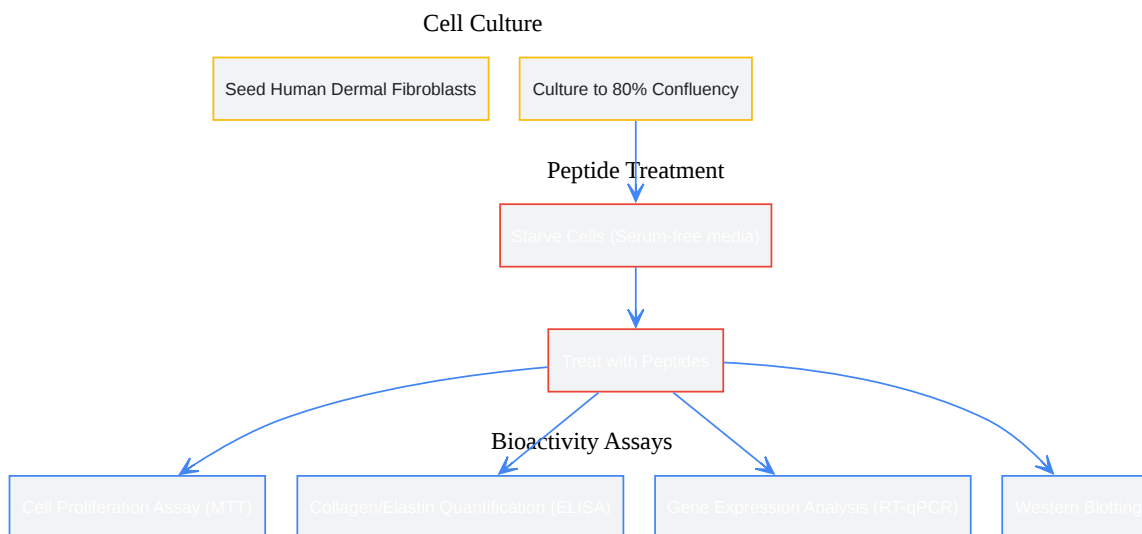 Cell Culture
Seed Human Dermal Fibroblasts
Culture to 80% Confluency
Peptide Treatment
Starve Cells (Serum-free media)
Treat with Peptides
Bioactivity Assays
Cell Proliferation Assay (MTT)
Collagen/Elastin Quantification (ELISA)
Gene Expression Analysis (RT-qPCR)
Western Blotting